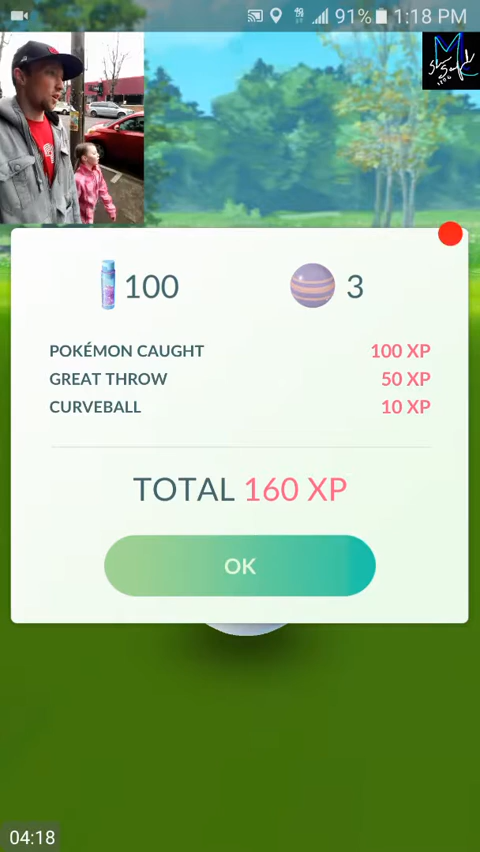 91% 1:18 PM
100 3
POKÉMON CAUGHT 100 XP
GREAT THROW 50 XP
CURVEBALL 10 XP
TOTAL 160 XP
OK
04:18